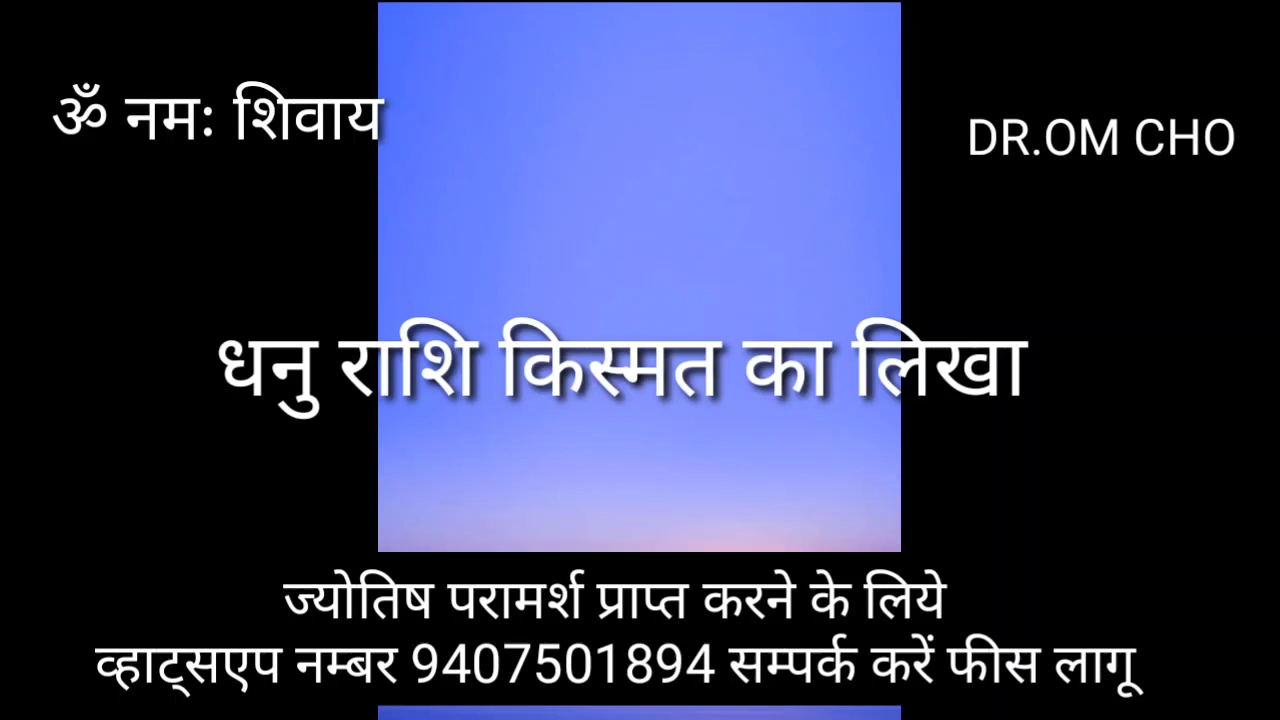 ॐ नमः शिवाय
DR.OM CHO
धनु राशि किस्मत का लिखा
ज्योतिष परामर्श प्राप्त करने के लिये
व्हाट्सएप नम्बर 9407501894 सम्पर्क करें फीस लागू